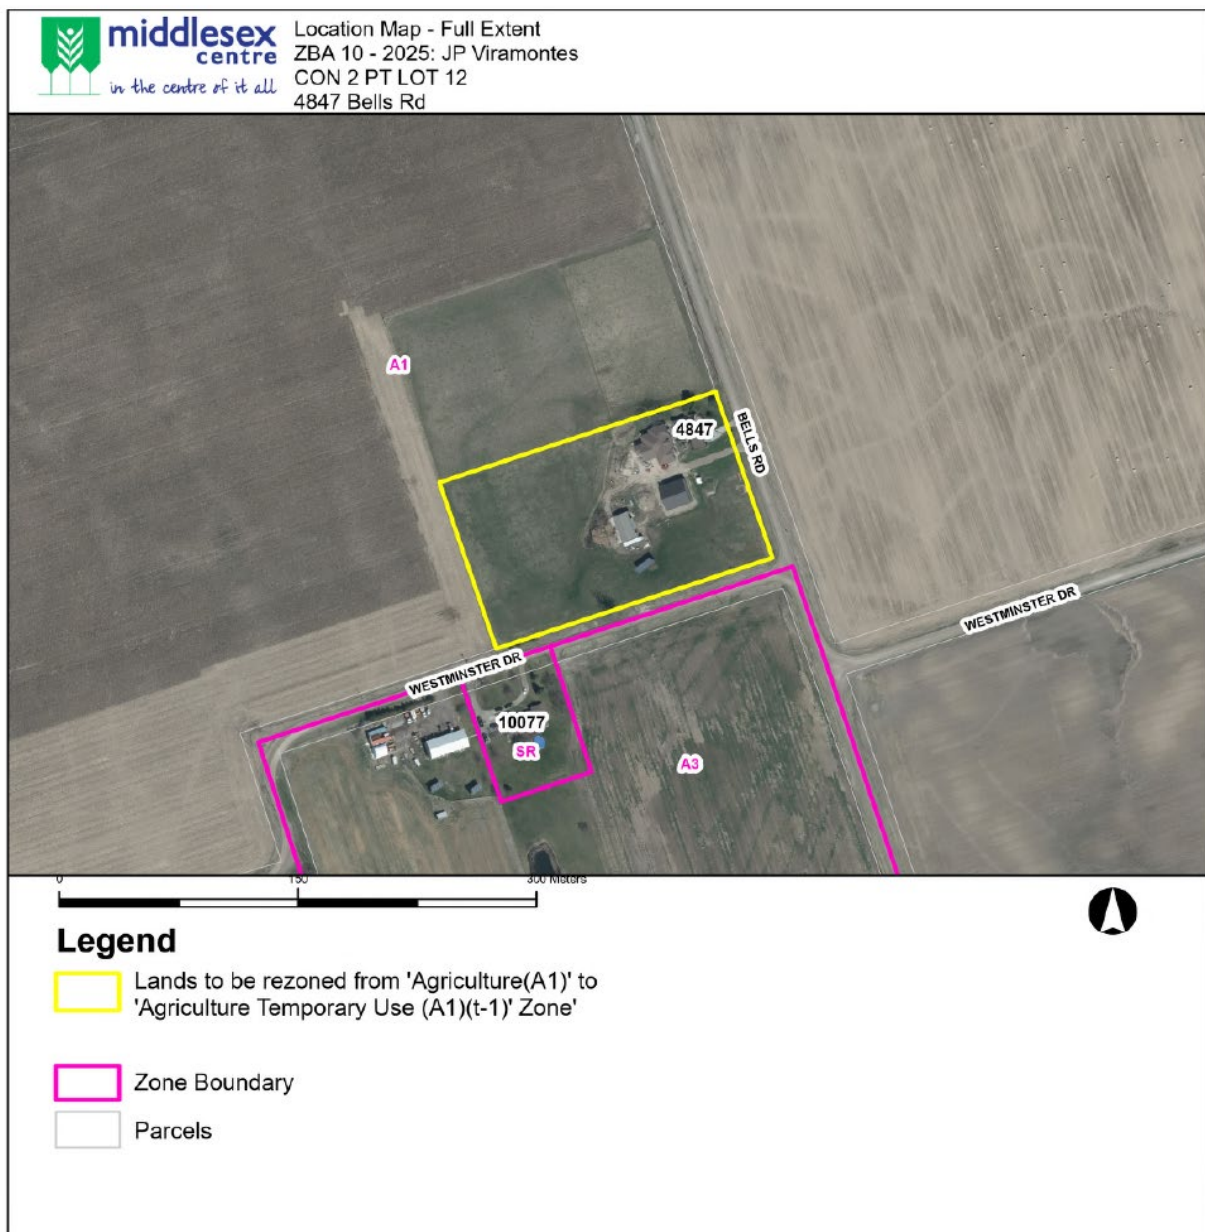 middlesex
centre
in the centre of it all
Location Map - Full Extent
ZBA 10 - 2025: JP Viramontes
CON 2 PT LOT 12
4847 Bells Rd
A1
4847
BELLS RD
WESTMINSTER DR
WESTMINSTER DR
10077
SR
A3
0 150 300 Meters
Legend
Lands to be rezoned from 'Agriculture(A1)' to
'Agriculture Temporary Use (A1)(t-1)' Zone'
Zone Boundary
Parcels